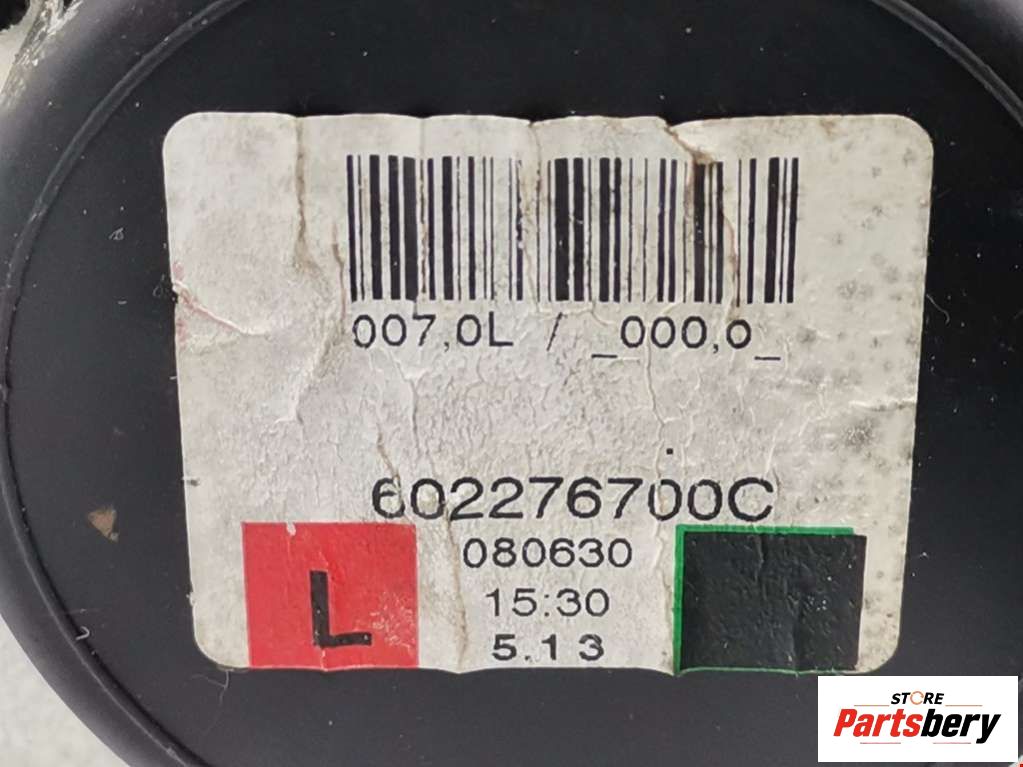 007,0L / _000,0_
602276700C
080630
L
15:30
5.13
STORE
Partsbery